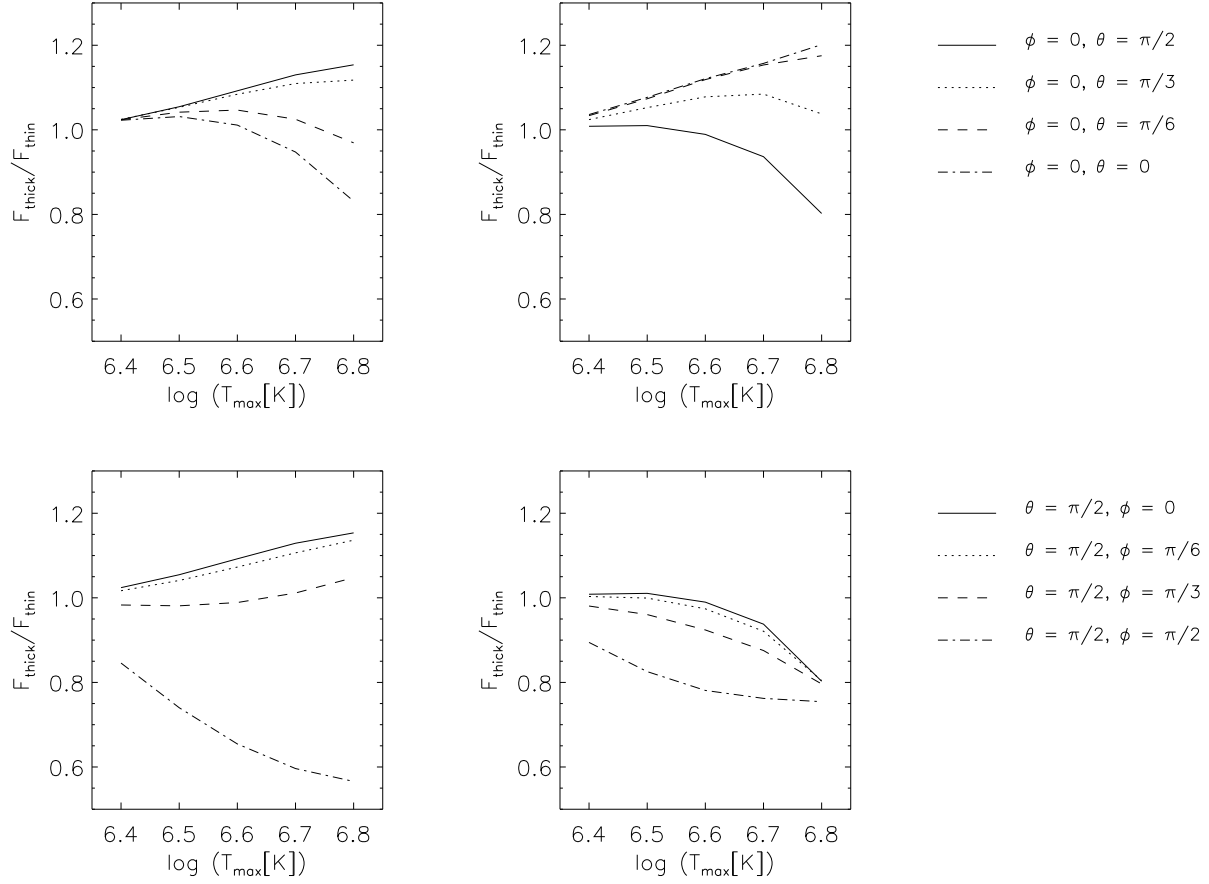 1.2
1.0
0.8
0.6
F_thick/F_thin
6.4 6.5 6.6 6.7 6.8
log (T_max[K])
1.2
1.0
0.8
0.6
F_thick/F_thin
6.4 6.5 6.6 6.7 6.8
log (T_max[K])
ϕ = 0, θ = π/2
ϕ = 0, θ = π/3
ϕ = 0, θ = π/6
ϕ = 0, θ = 0
1.2
1.0
0.8
0.6
F_thick/F_thin
6.4 6.5 6.6 6.7 6.8
log (T_max[K])
1.2
1.0
0.8
0.6
F_thick/F_thin
6.4 6.5 6.6 6.7 6.8
log (T_max[K])
θ = π/2, ϕ = 0
θ = π/2, ϕ = π/6
θ = π/2, ϕ = π/3
θ = π/2, ϕ = π/2